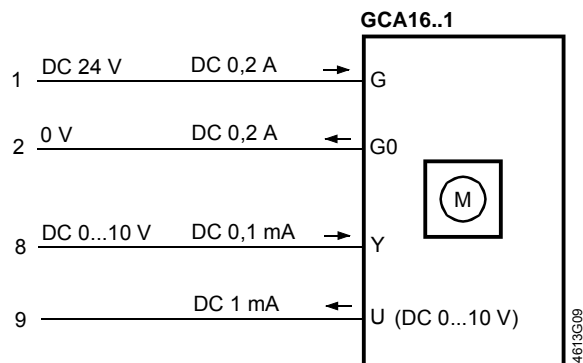 GCA16..1
1 DC 24 V DC 0,2 A G
2 0 V DC 0,2 A G0
M
8 DC 0...10 V DC 0,1 mA Y
9 DC 1 mA U (DC 0...10 V)
4613G09